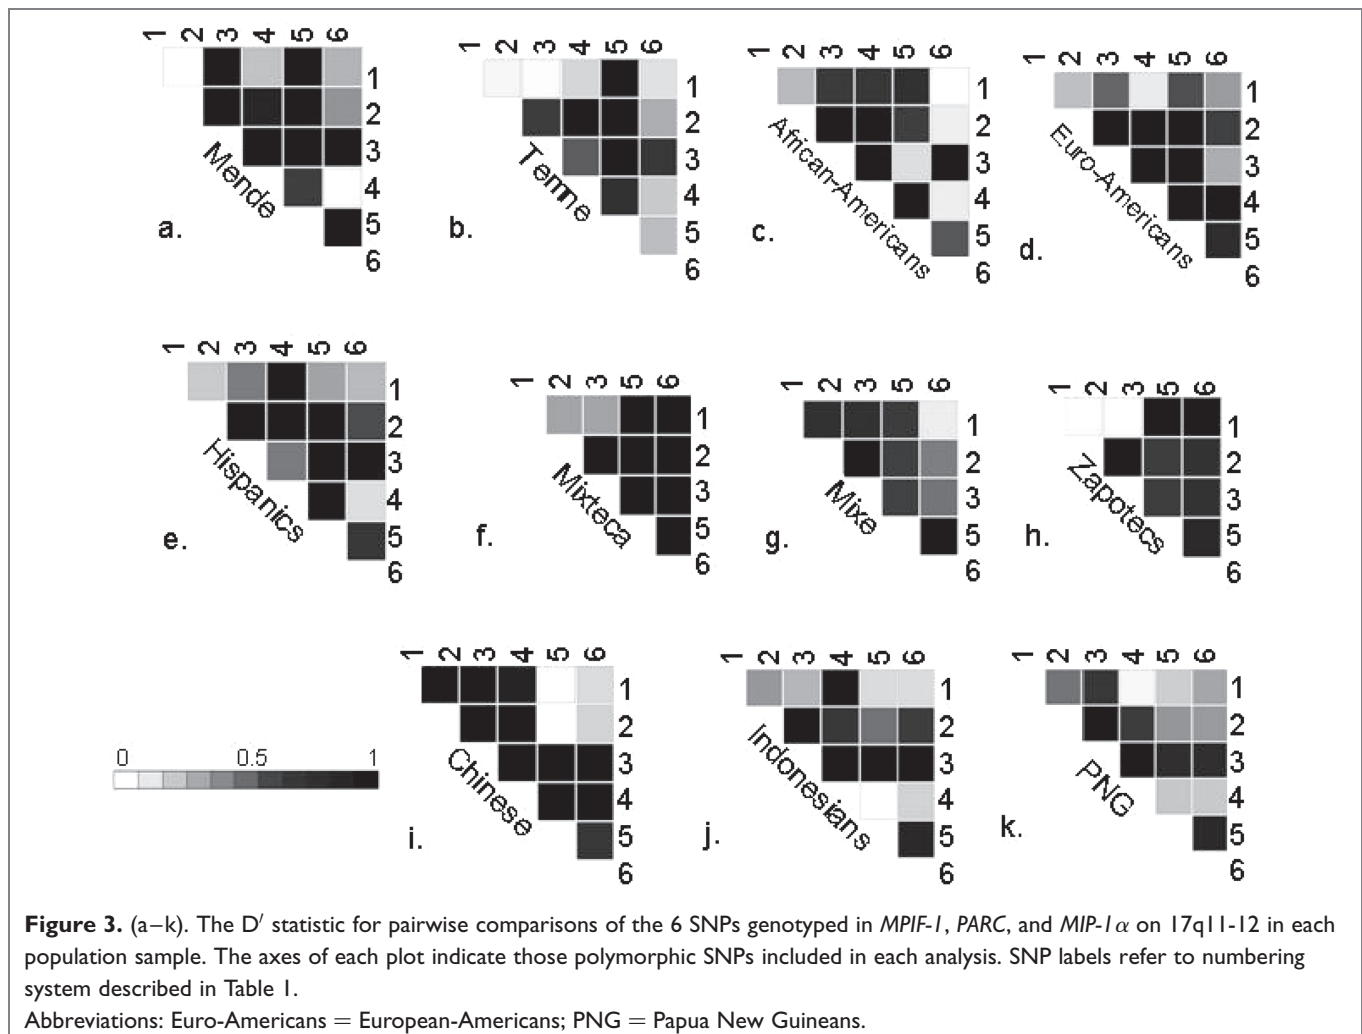 1 2 3 4 5 6
1
2
3
4
5
6
Mende
a.
1 2 3 4 5 6
1
2
3
4
5
6
Temne
b.
1 2 3 4 5 6
1
2
3
4
5
6
African-Americans
c.
1 2 3 4 5 6
1
2
3
4
5
6
Euro-Americans
d.
1 2 3 4 5 6
1
2
3
4
5
6
Hispanics
e.
1 2 3 5 6
1
2
3
5
6
Mixteca
f.
1 2 3 5 6
1
2
3
5
6
Mixe
g.
1 2 3 5 6
1
2
3
5
6
Zapotecs
h.
0 0.5 1
1 2 3 4 5 6
1
2
3
4
5
6
Chinese
i.
1 2 3 4 5 6
1
2
3
4
5
6
Indonesians
j.
1 2 3 4 5 6
1
2
3
4
5
6
PNG
k.
Figure 3. (a–k). The D′ statistic for pairwise comparisons of the 6 SNPs genotyped in MPIF-1, PARC, and MIP-1α on 17q11-12 in each
population sample. The axes of each plot indicate those polymorphic SNPs included in each analysis. SNP labels refer to numbering
system described in Table 1.
Abbreviations: Euro-Americans = European-Americans; PNG = Papua New Guineans.